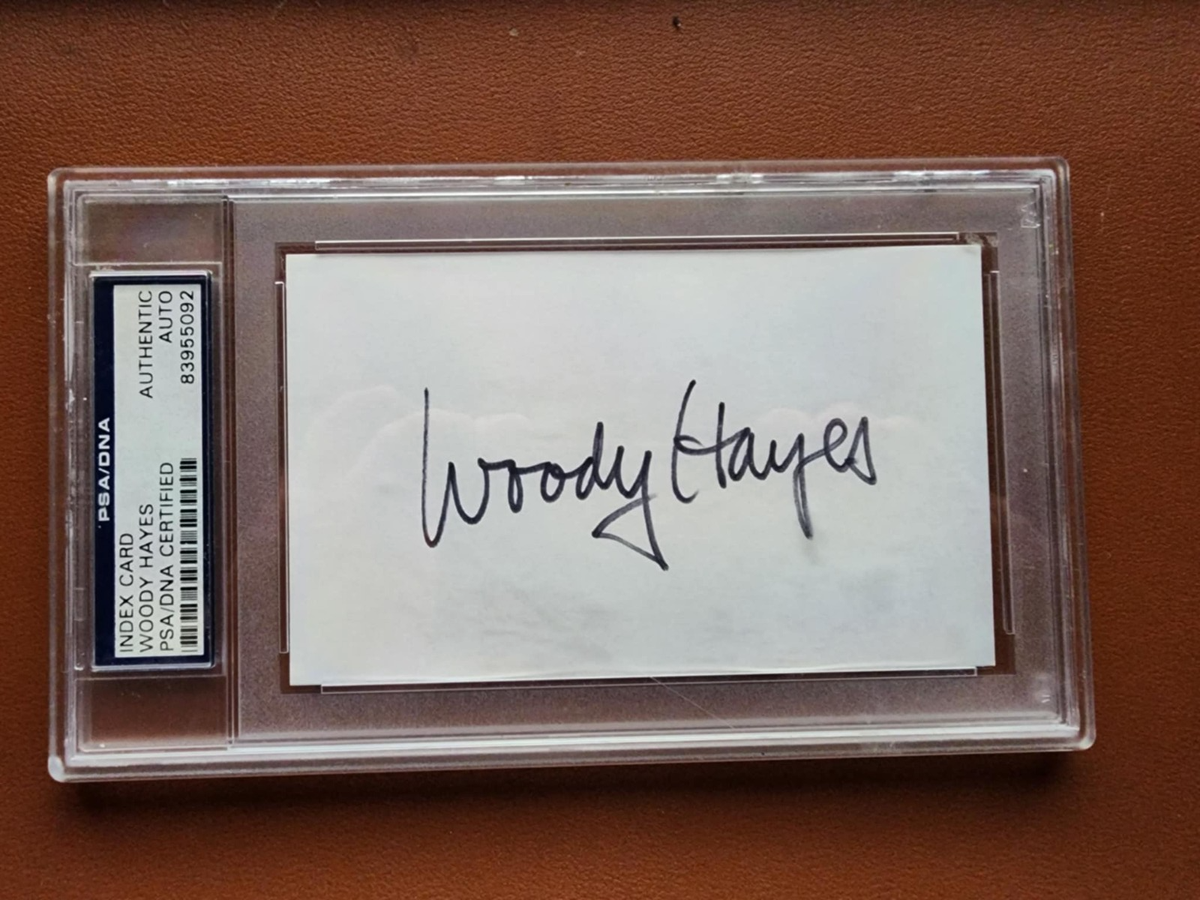 PSA/DNA
INDEX CARD
WOODY HAYES
AUTHENTIC
PSA/DNA CERTIFIED
AUTO
83955092
Woody Hayes